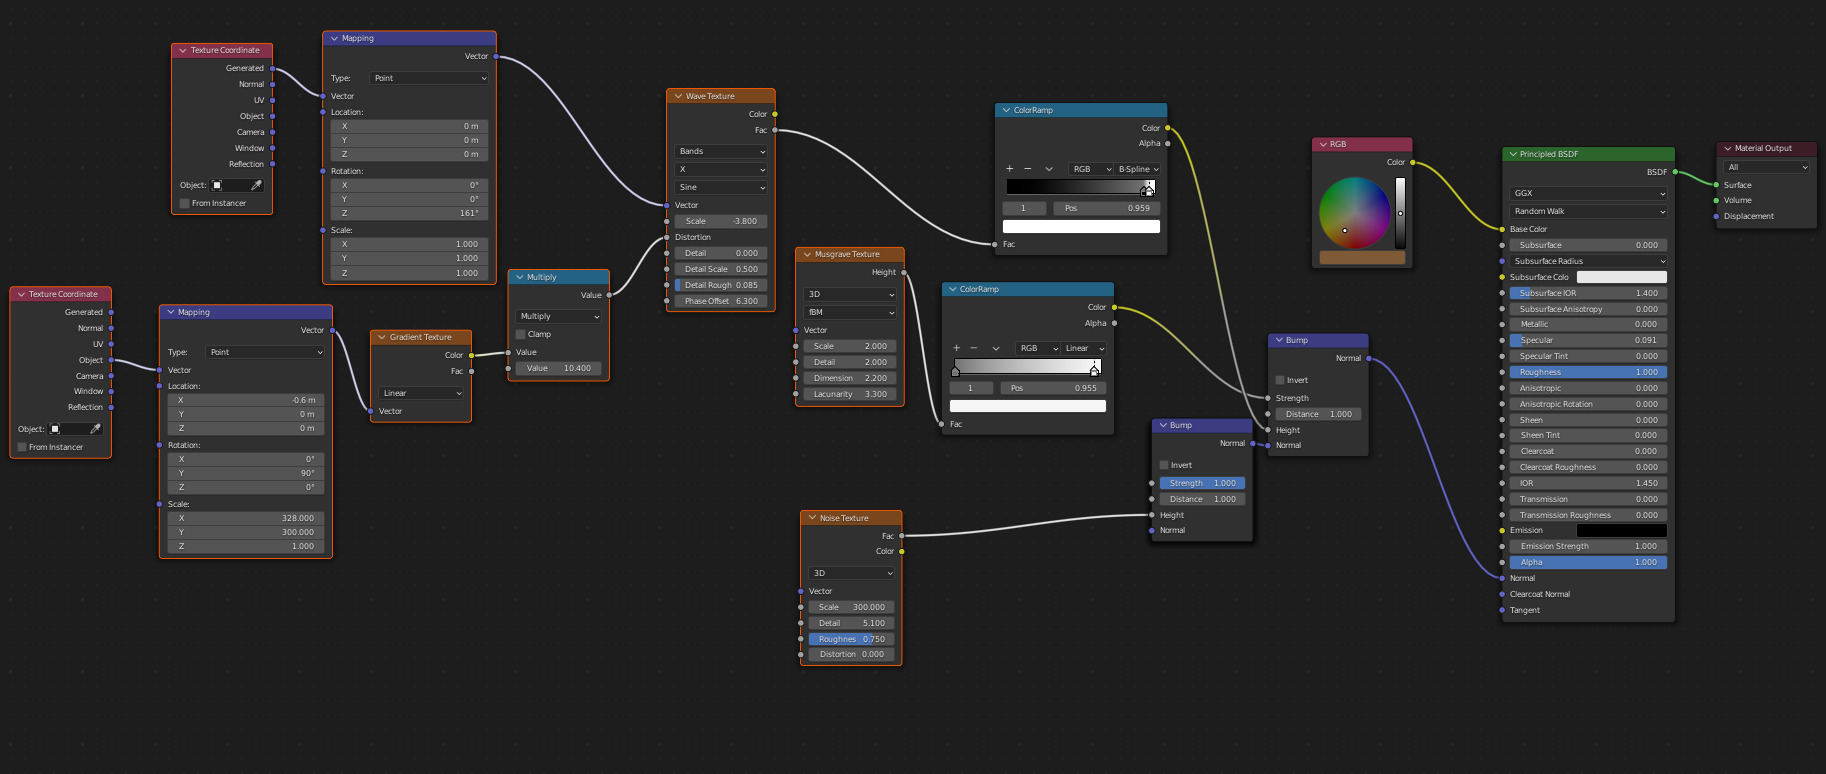 Texture Coordinate
Generated
Normal
UV
Object
Camera
Window
Reflection
Object:
From Instancer
Mapping
Vector
Type: Point
Vector
Location:
X 0 m
Y 0 m
Z 0 m
Rotation:
X 0°
Y 0°
Z 161°
Scale:
X 1.000
Y 1.000
Z 1.000
Texture Coordinate
Generated
Normal
UV
Object
Camera
Window
Reflection
Object:
From Instancer
Mapping
Vector
Type: Point
Vector
Location:
X -0.6 m
Y 0 m
Z 0 m
Rotation:
X 0°
Y 90°
Z 0°
Scale:
X 328.000
Y 300.000
Z 1.000
Gradient Texture
Color
Fac
Linear
Vector
Multiply
Value
Multiply
Clamp
Value
Value 10.400
Wave Texture
Color
Fac
Bands
X
Sine
Vector
Scale -3.800
Distortion
Detail 0.000
Detail Scale 0.500
Detail Rough 0.085
Phase Offset 6.300
Musgrave Texture
Height
3D
fBM
Vector
Scale 2.000
Detail 2.000
Dimension 2.200
Lacunarity 3.300
Noise Texture
Fac
Color
3D
Vector
Scale 300.000
Detail 5.100
Roughnes 0.750
Distortion 0.000
ColorRamp
Color
Alpha
+ − RGB B-Spline
1 Pos 0.959
Fac
ColorRamp
Color
Alpha
+ − RGB Linear
1 Pos 0.955
Fac
Bump
Normal
Invert
Strength 1.000
Distance 1.000
Height
Normal
Bump
Normal
Invert
Strength
Distance 1.000
Height
Normal
RGB
Color
Principled BSDF
BSDF
GGX
Random Walk
Base Color
Subsurface 0.000
Subsurface Radius
Subsurface Colo
Subsurface IOR 1.400
Subsurface Anisotropy 0.000
Metallic 0.000
Specular 0.091
Specular Tint 0.000
Roughness 1.000
Anisotropic 0.000
Anisotropic Rotation 0.000
Sheen 0.000
Sheen Tint 0.000
Clearcoat 0.000
Clearcoat Roughness 0.000
IOR 1.450
Transmission 0.000
Transmission Roughness 0.000
Emission
Emission Strength 1.000
Alpha 1.000
Normal
Clearcoat Normal
Tangent
Material Output
All
Surface
Volume
Displacement